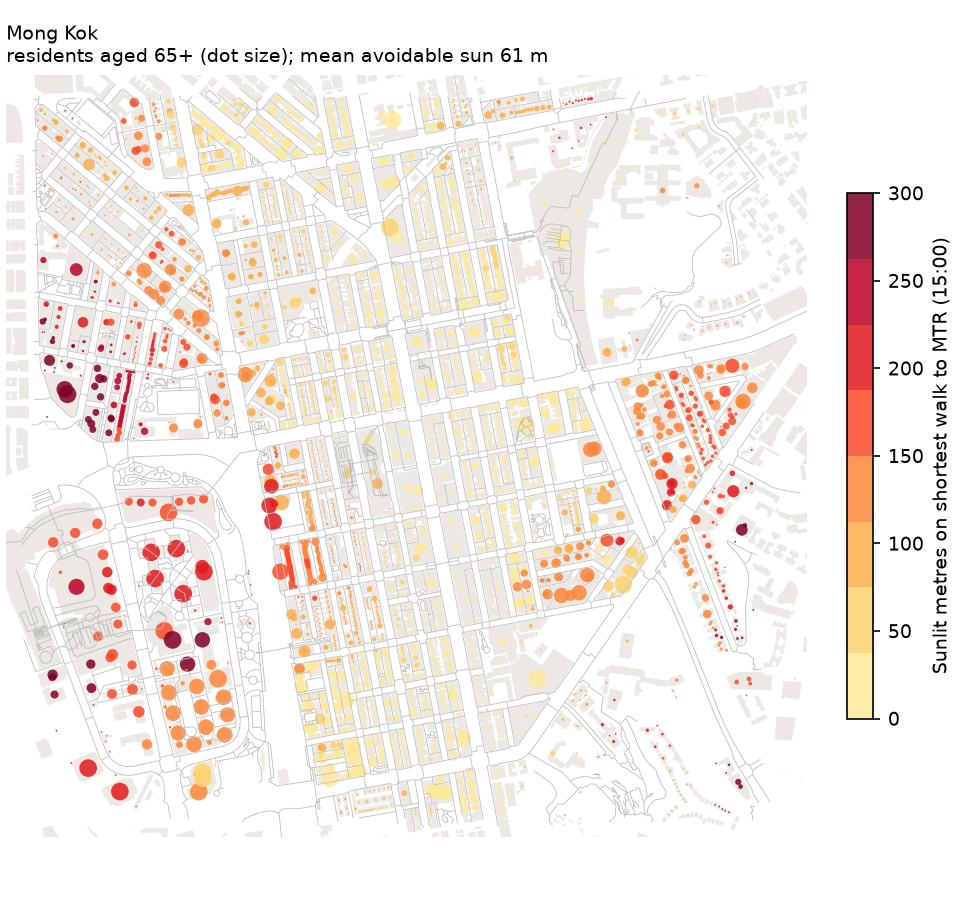 Mong Kok
residents aged 65+ (dot size); mean avoidable sun 61 m
300
250
200
150
100
50
0
Sunlit metres on shortest walk to MTR (15:00)